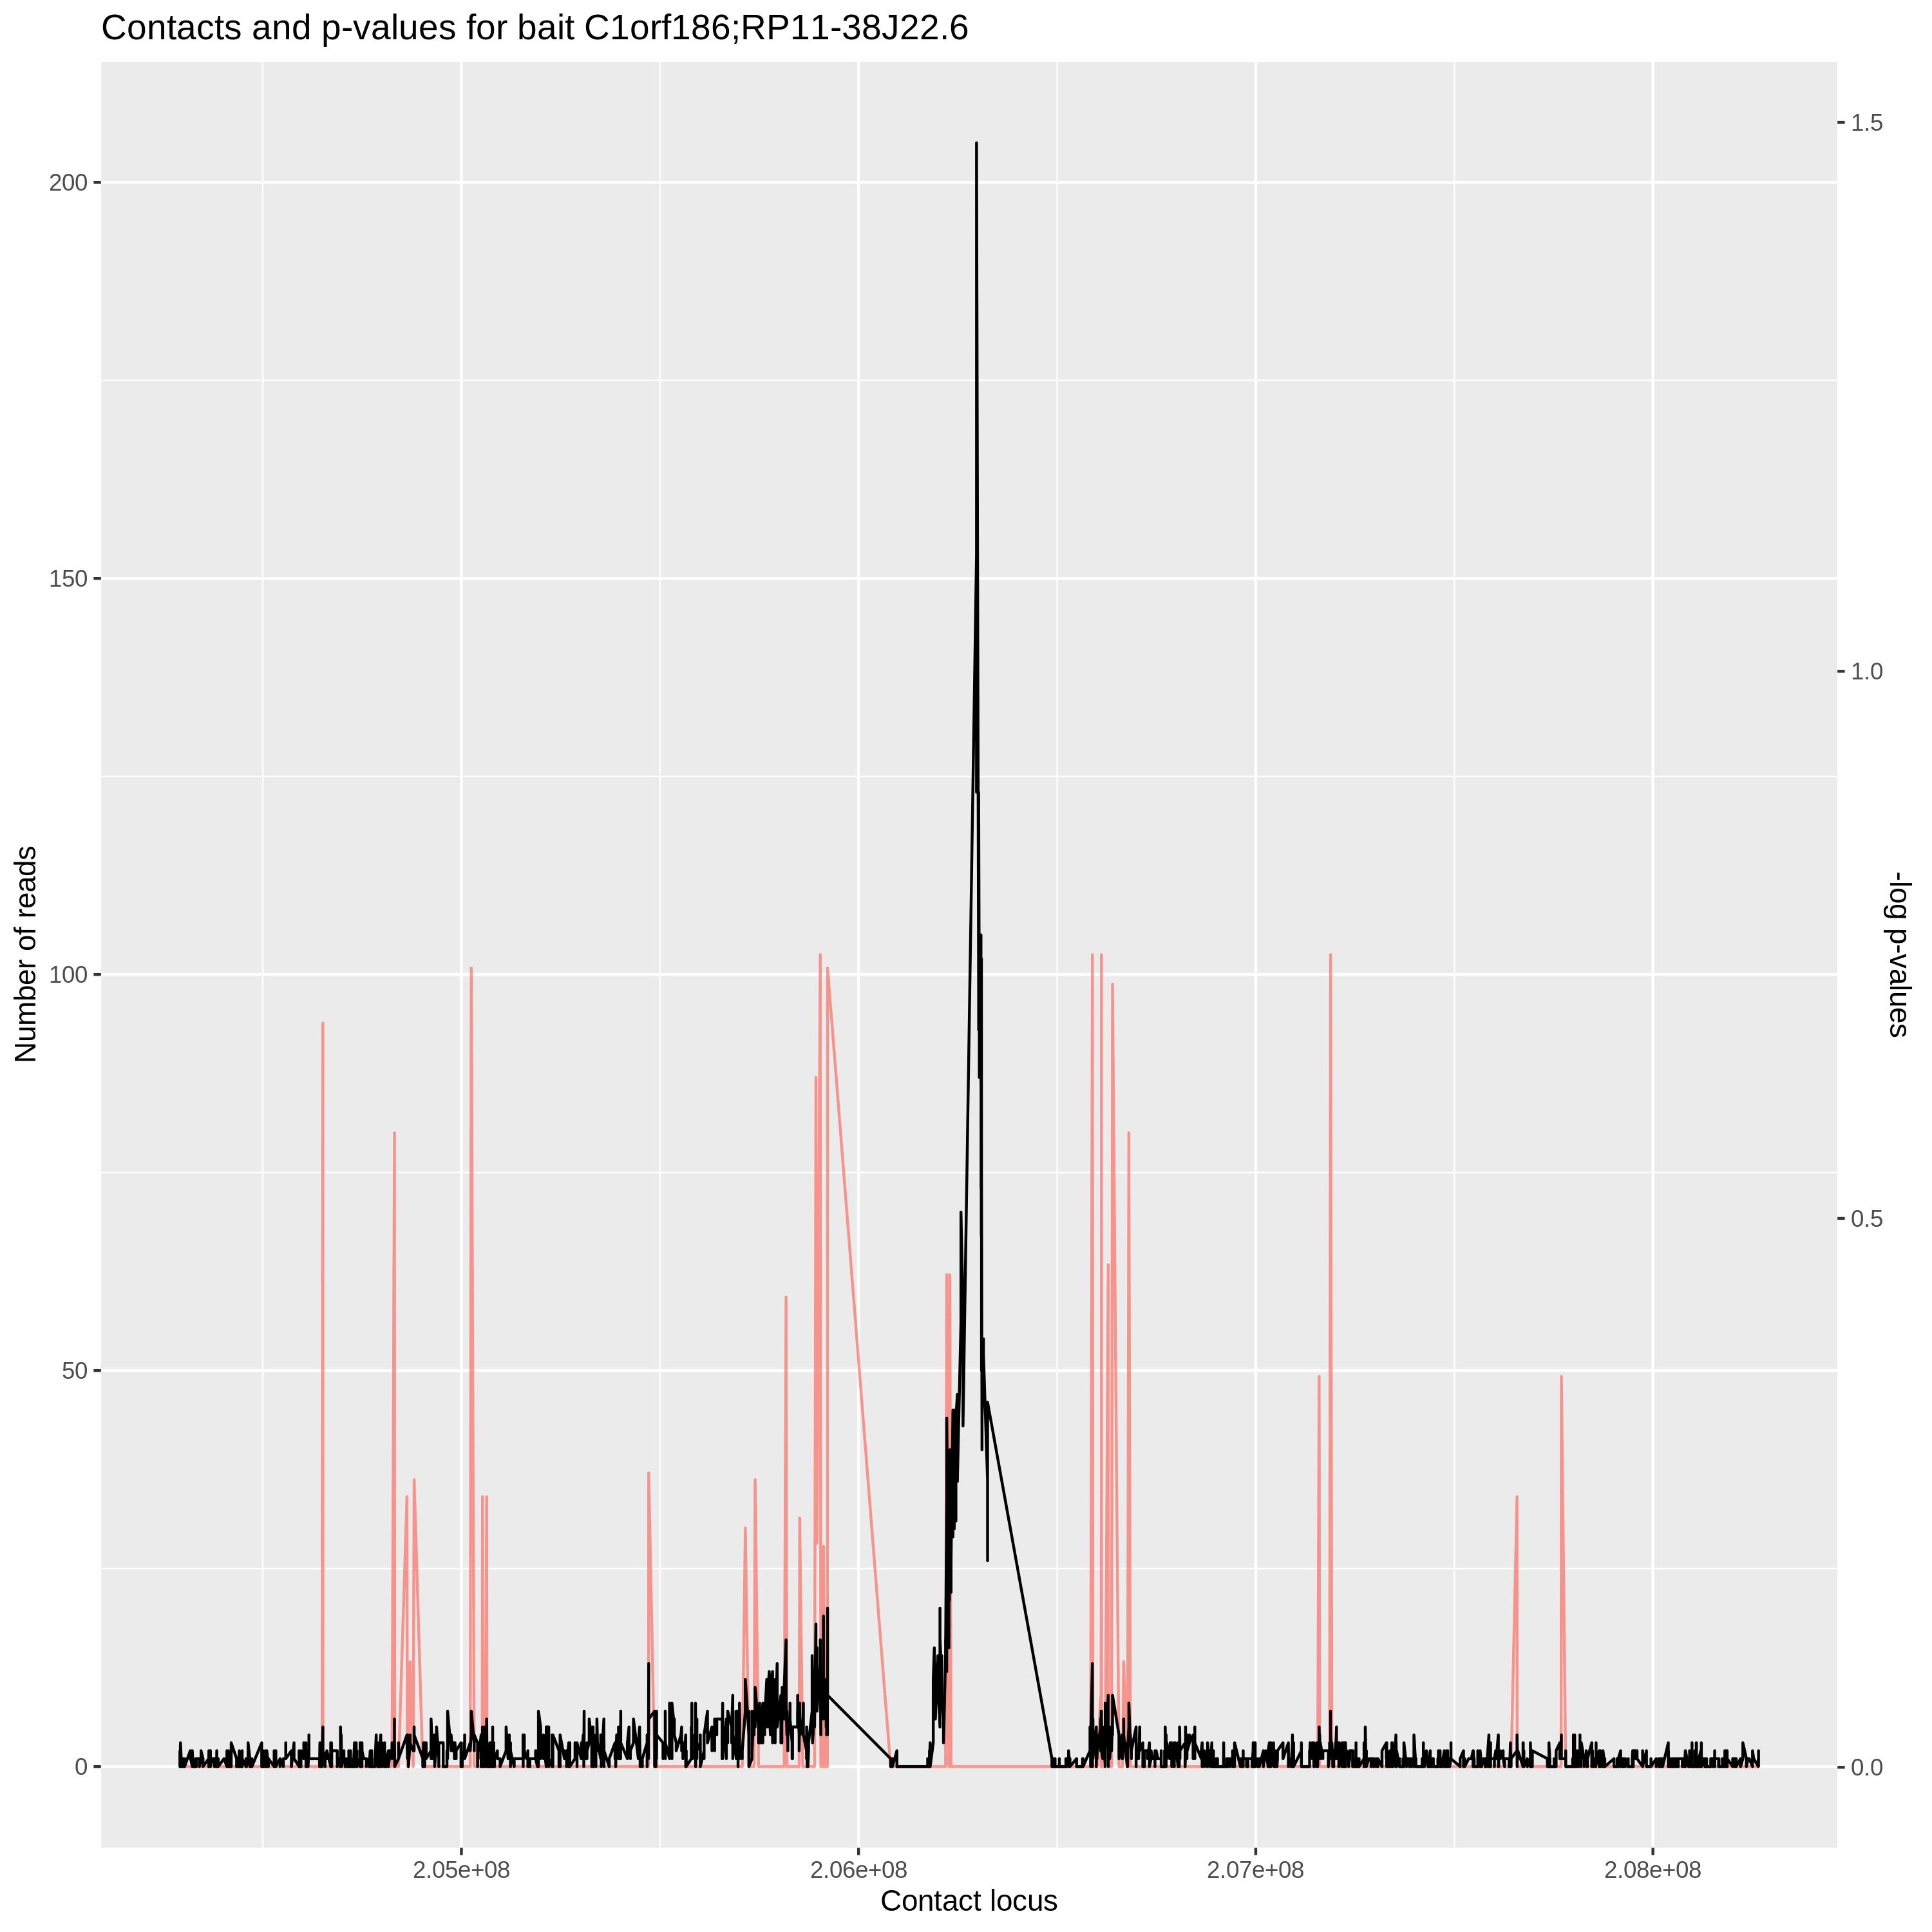 Contacts and p-values for bait C1orf186;RP11-38J22.6
200
150
100
50
0
Number of reads
1.5
1.0
0.5
0.0
-log p-values
2.05e+08 2.06e+08 2.07e+08 2.08e+08
Contact locus